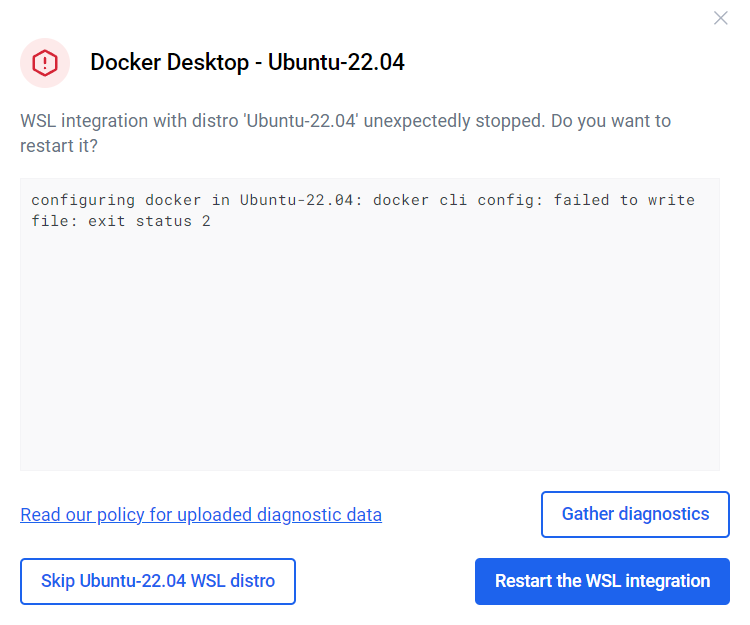 Docker Desktop - Ubuntu-22.04
WSL integration with distro 'Ubuntu-22.04' unexpectedly stopped. Do you want to
restart it?
configuring docker in Ubuntu-22.04: docker cli config: failed to write
file: exit status 2
Read our policy for uploaded diagnostic data
Gather diagnostics
Skip Ubuntu-22.04 WSL distro
Restart the WSL integration